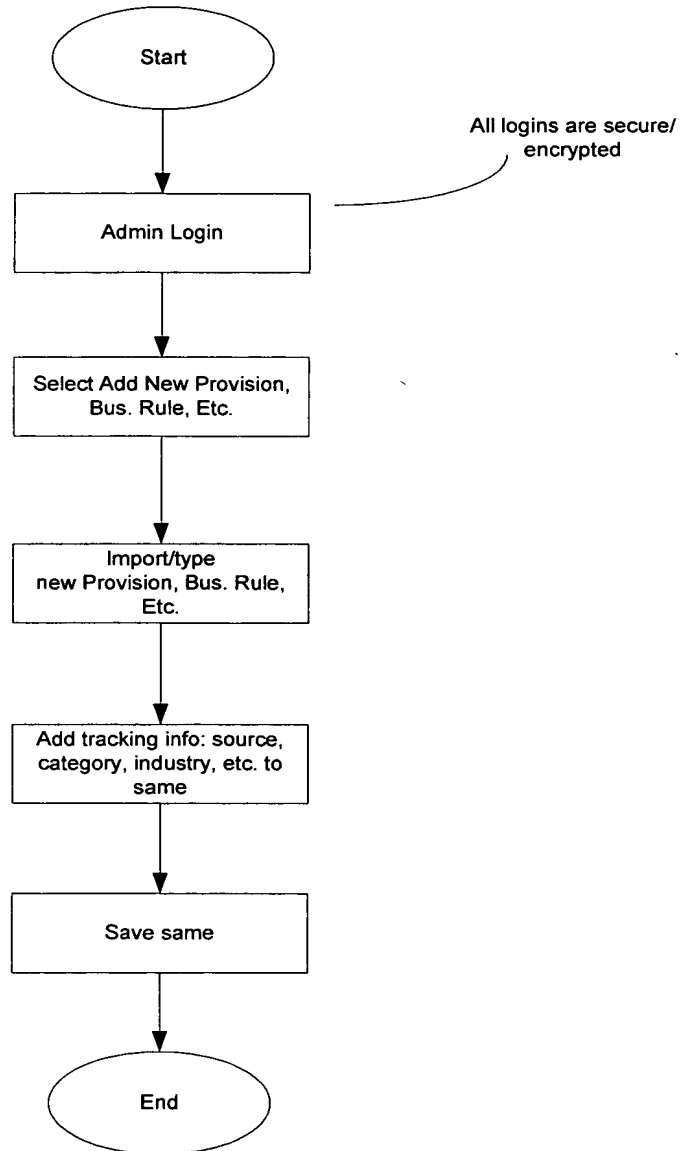 Start
All logins are secure/
encrypted
Admin Login
Select Add New Provision,
Bus. Rule, Etc.
Import/type
new Provision, Bus. Rule,
Etc.
Add tracking info: source,
category, industry, etc. to
same
Save same
End